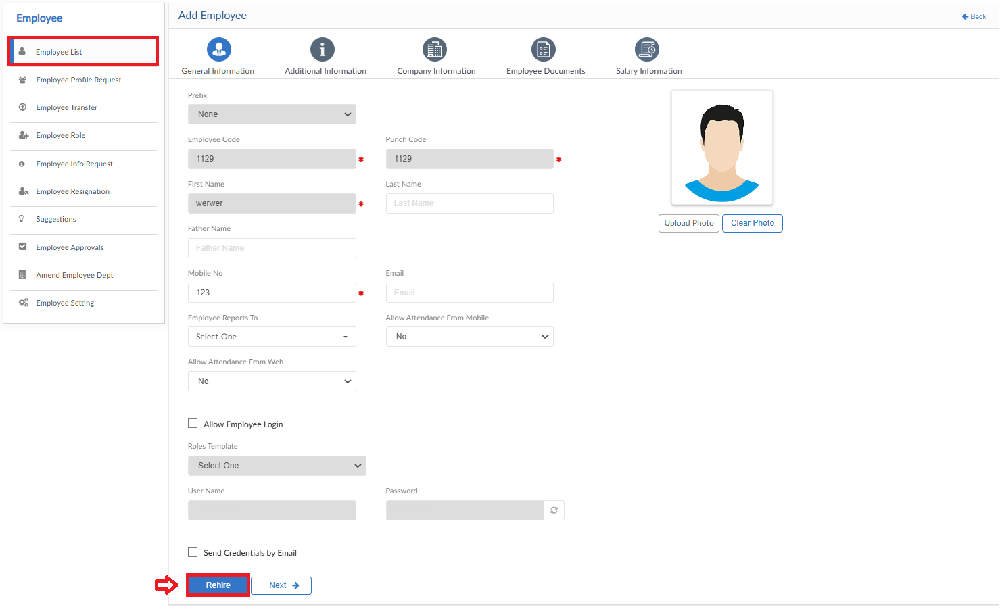 Employee
Employee List
Employee Profile Request
Employee Transfer
Employee Role
Employee Info Request
Employee Resignation
Suggestions
Employee Approvals
Amend Employee Dept
Employee Setting
Add Employee
Back
General Information
Additional Information
Company Information
Employee Documents
Salary Information
Prefix
None
Employee Code
Punch Code
1129 *
1129 *
First Name
Last Name
werwer *
Last Name
Father Name
Father Name
Mobile No
Email
123 *
Email
Employee Reports To
Allow Attendance From Mobile
Select-One
No
Allow Attendance From Web
No
Allow Employee Login
Roles Template
Select One
User Name
Password
Send Credentials by Email
Rehire
Next
Upload Photo
Clear Photo